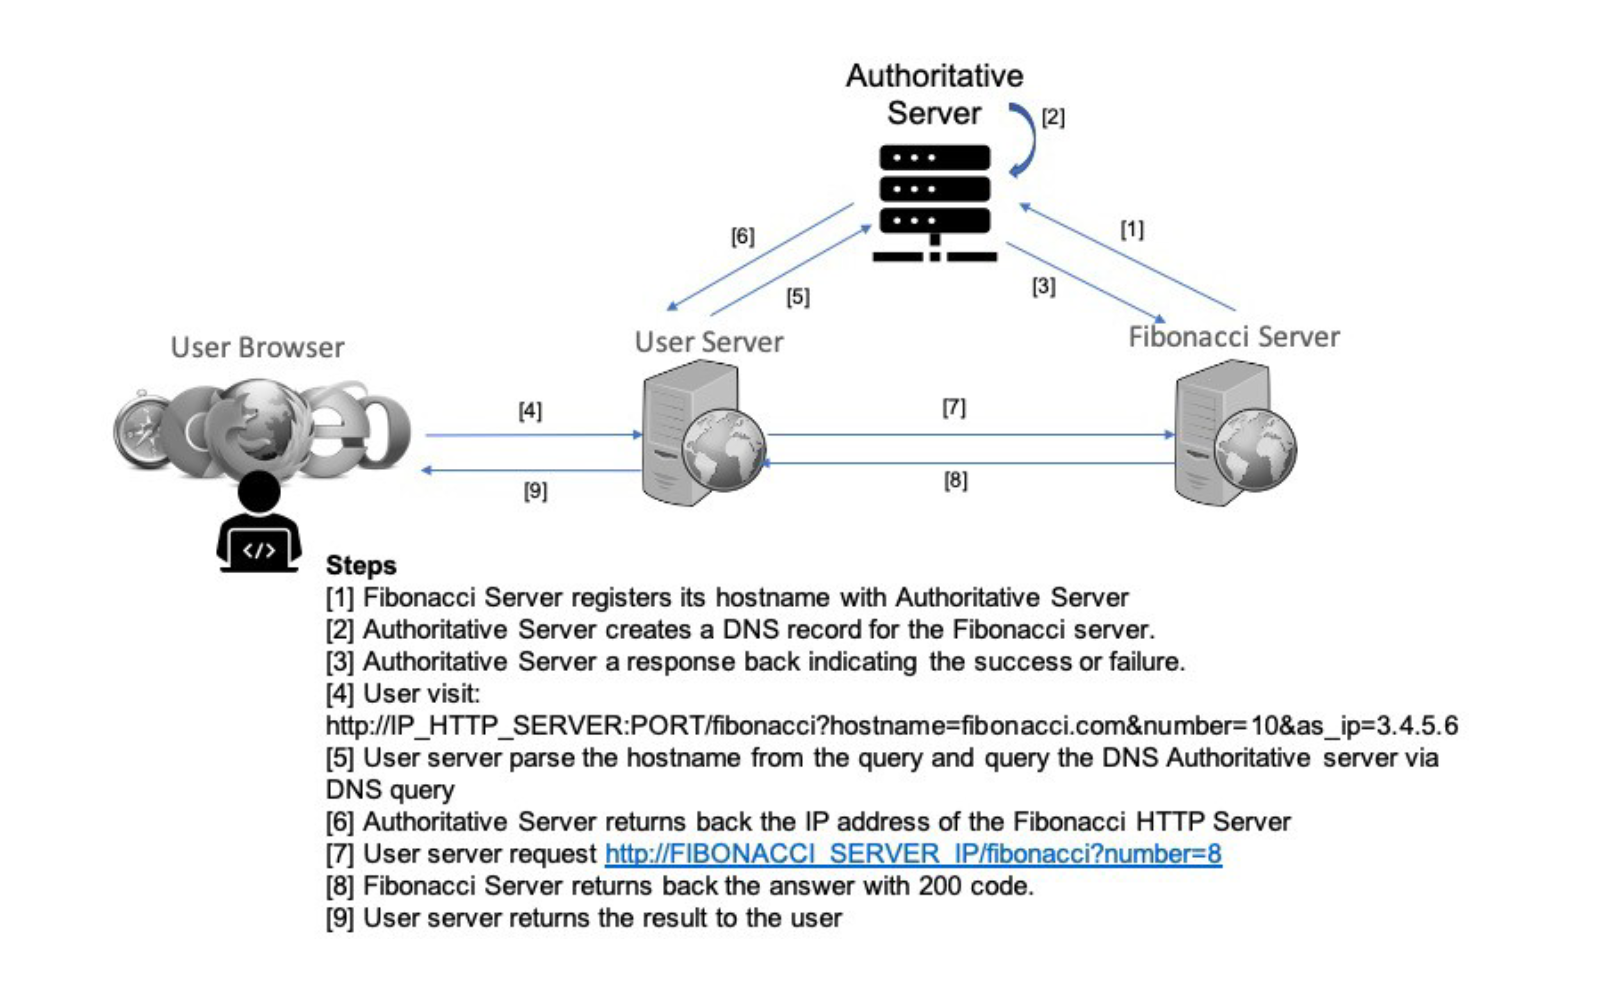 Authoritative
Server
[2]
[6]
[1]
[5]
[3]
User Browser
User Server
Fibonacci Server
[4]
[7]
[9]
[8]
</>
Steps
[1] Fibonacci Server registers its hostname with Authoritative Server
[2] Authoritative Server creates a DNS record for the Fibonacci server.
[3] Authoritative Server a response back indicating the success or failure.
[4] User visit:
http://IP_HTTP_SERVER:PORT/fibonacci?hostname=fibonacci.com&number=10&as_ip=3.4.5.6
[5] User server parse the hostname from the query and query the DNS Authoritative server via
DNS query
[6] Authoritative Server returns back the IP address of the Fibonacci HTTP Server
[7] User server request http://FIBONACCI_SERVER_IP/fibonacci?number=8
[8] Fibonacci Server returns back the answer with 200 code.
[9] User server returns the result to the user